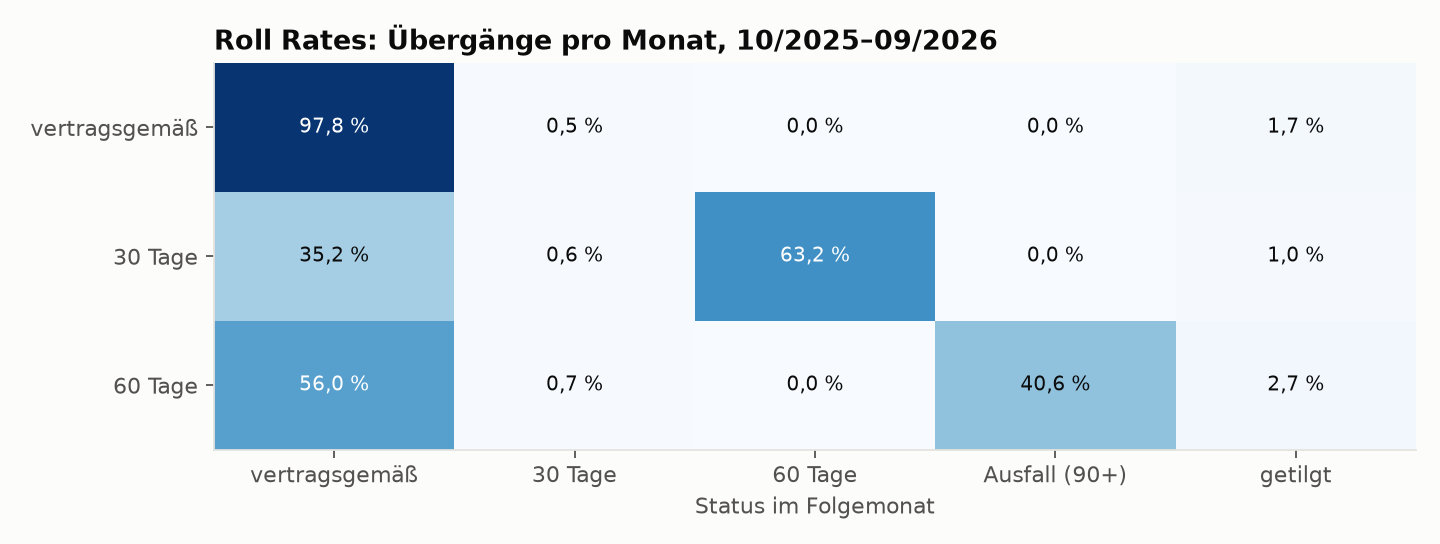 Roll Rates: Übergänge pro Monat, 10/2025–09/2026
vertragsgemäß 97,8 % 0,5 % 0,0 % 0,0 % 1,7 %
30 Tage 35,2 % 0,6 % 63,2 % 0,0 % 1,0 %
60 Tage 56,0 % 0,7 % 0,0 % 40,6 % 2,7 %
vertragsgemäß 30 Tage 60 Tage Ausfall (90+) getilgt
Status im Folgemonat